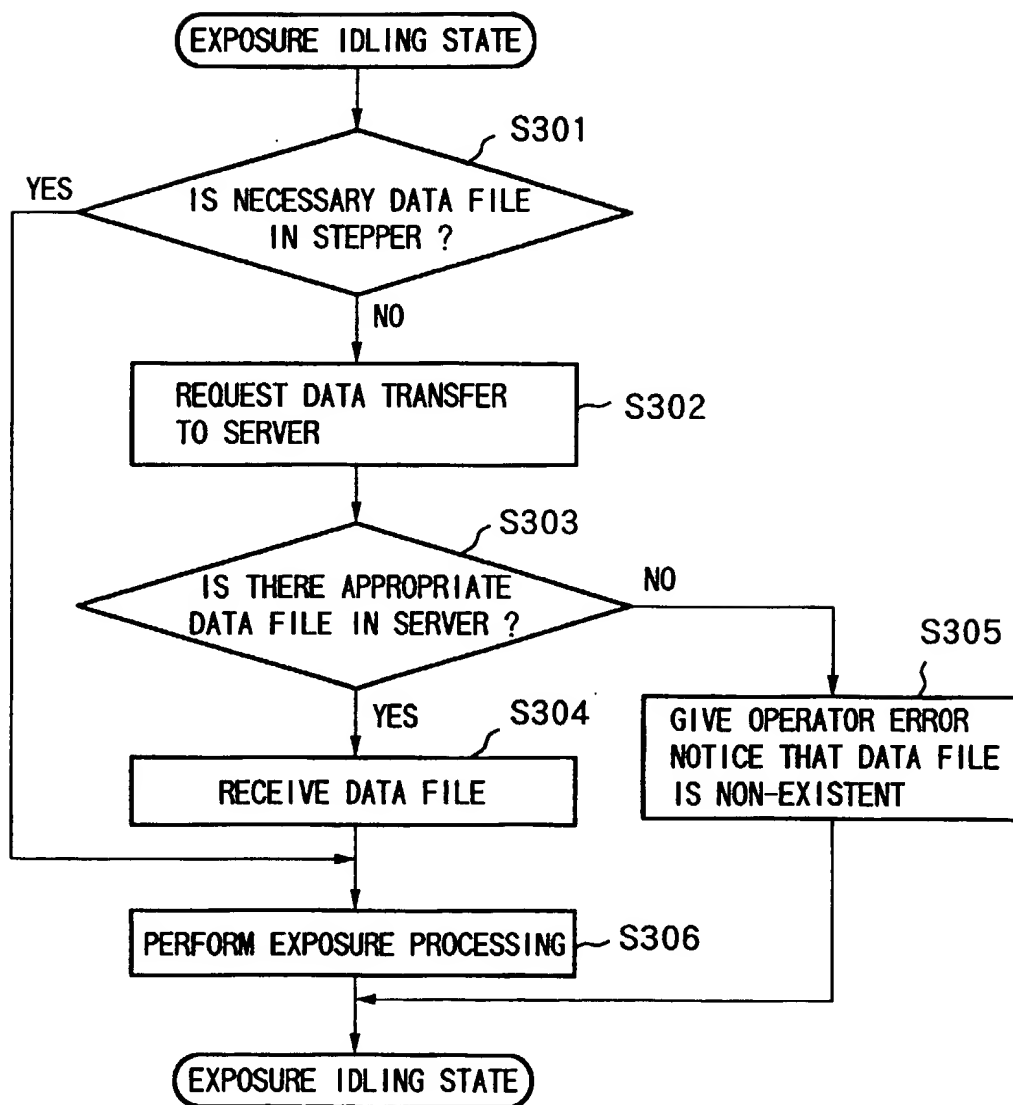 EXPOSURE IDLING STATE
S301
YES
IS NECESSARY DATA FILE
IN STEPPER ?
NO
REQUEST DATA TRANSFER
TO SERVER
S302
S303
IS THERE APPROPRIATE
DATA FILE IN SERVER ?
NO
S305
YES
S304
GIVE OPERATOR ERROR
NOTICE THAT DATA FILE
IS NON-EXISTENT
RECEIVE DATA FILE
PERFORM EXPOSURE PROCESSING
S306
EXPOSURE IDLING STATE